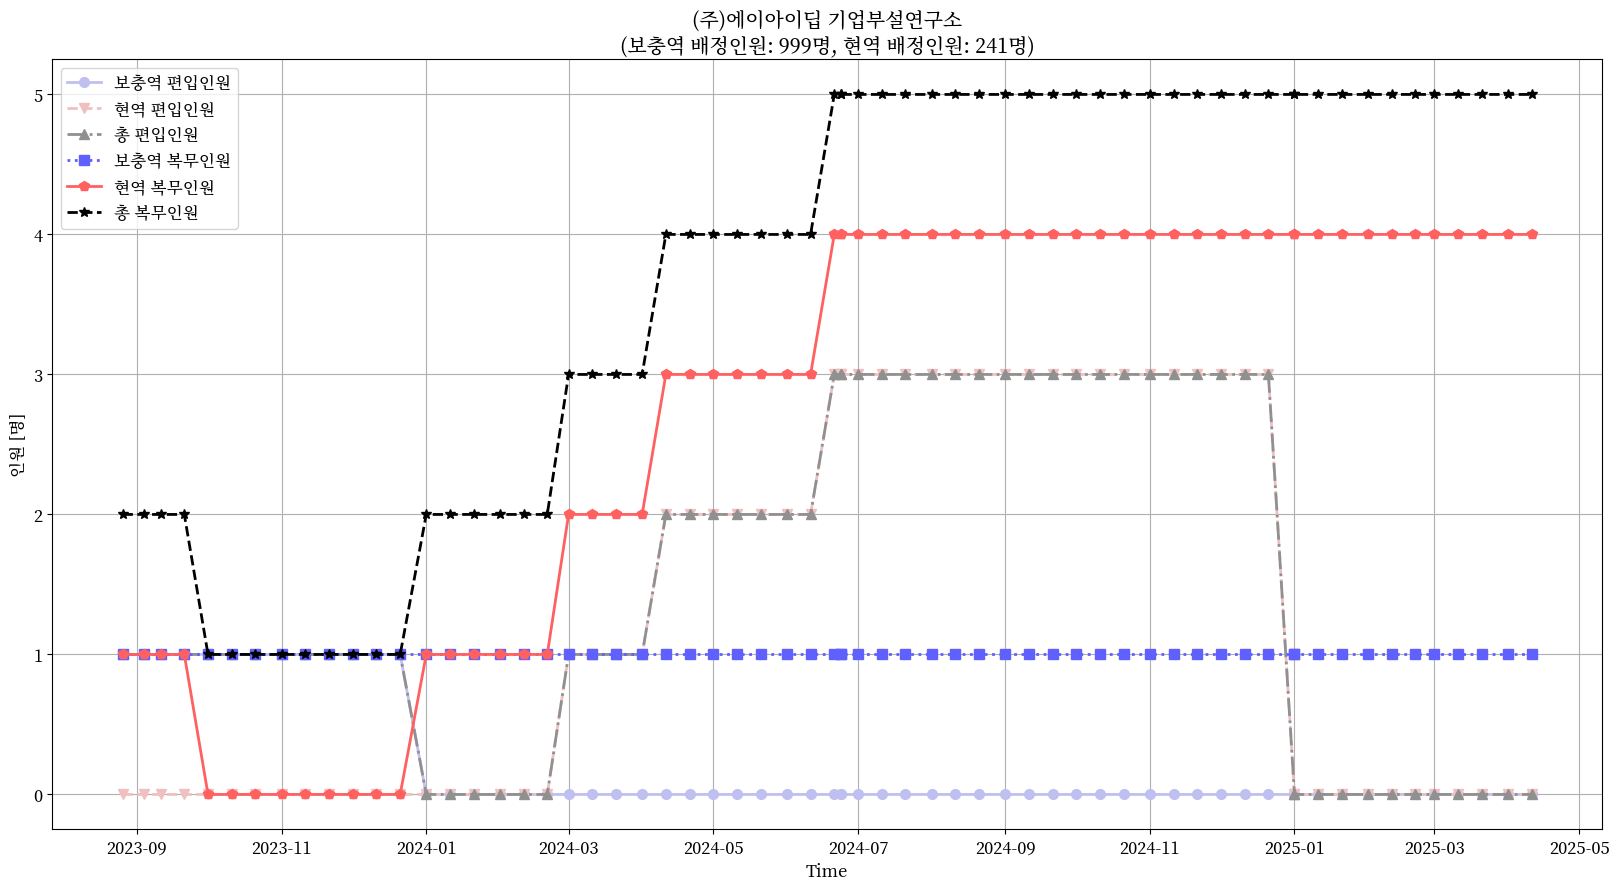 (주)에이아이딥 기업부설연구소
(보충역 배정인원: 999명, 현역 배정인원: 241명)
보충역 편입인원
현역 편입인원
총 편입인원
보충역 복무인원
현역 복무인원
총 복무인원
인원 [명]
5
4
3
2
1
0
2023-09
2023-11
2024-01
2024-03
2024-05
2024-07
2024-09
2024-11
2025-01
2025-03
2025-05
Time